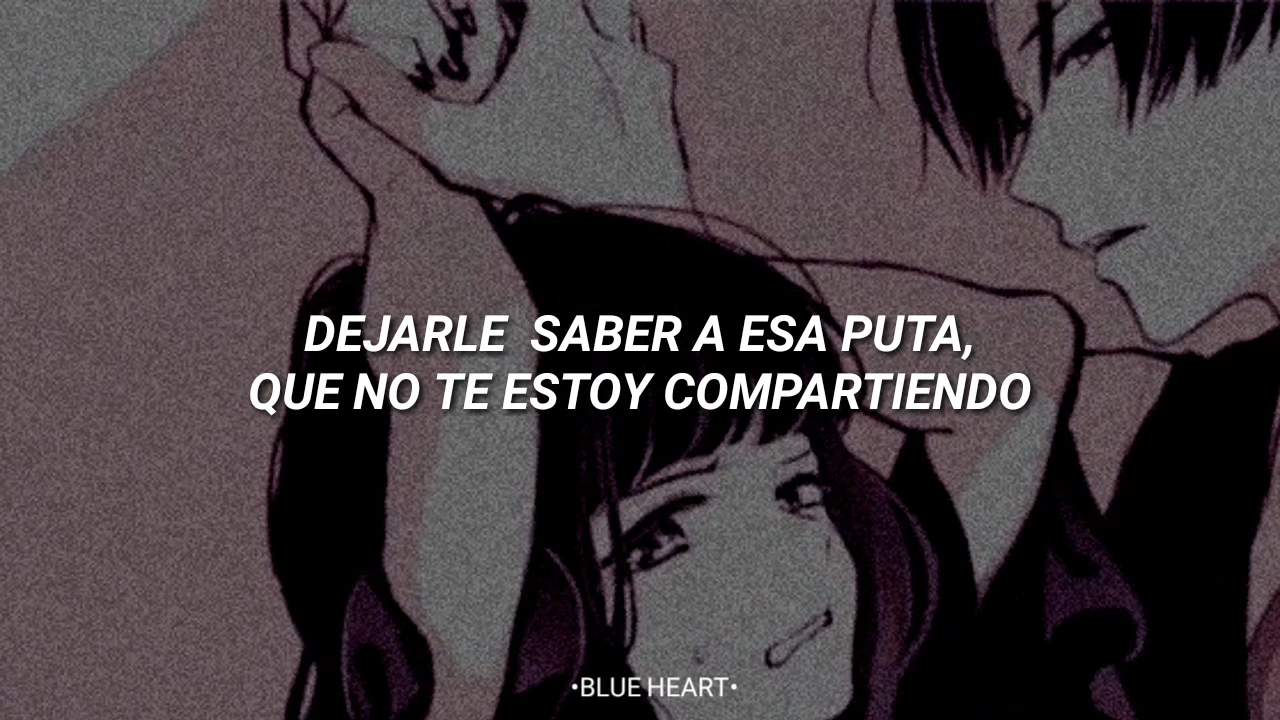 DEJARLE  SABER A ESA PUTA,
QUE NO TE ESTOY COMPARTIENDO
•BLUE HEART•